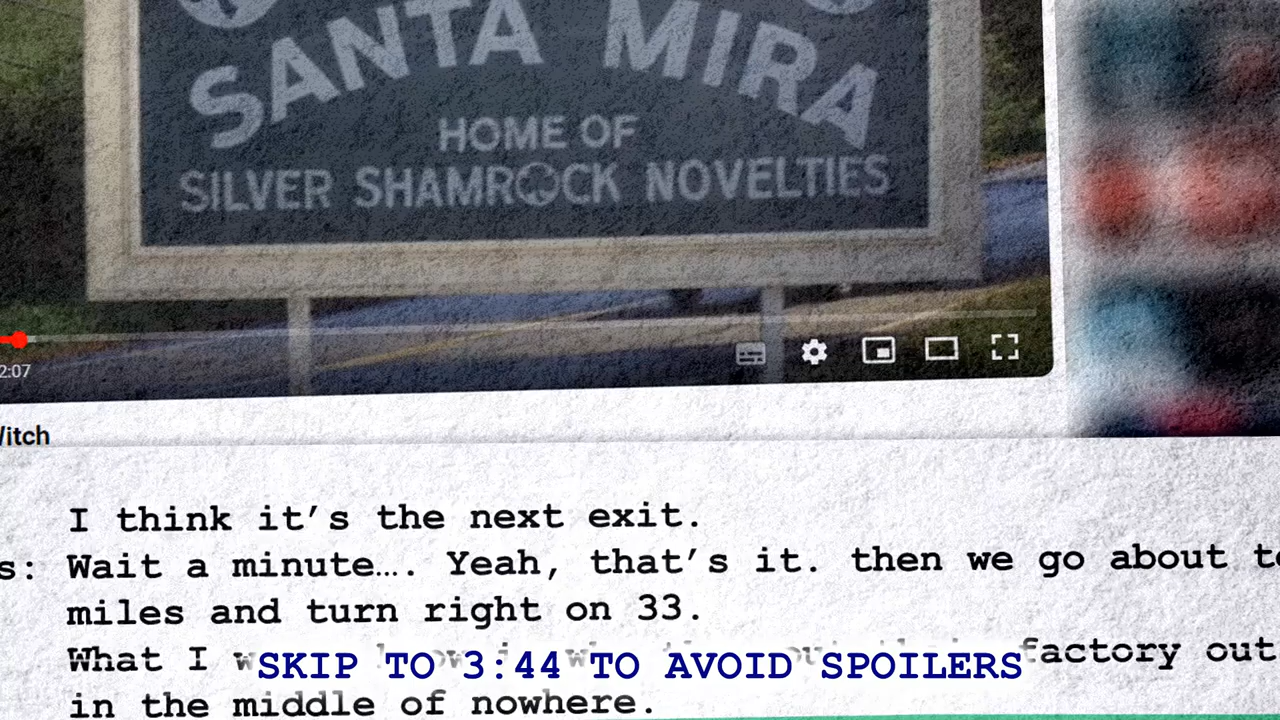 SANTA MIRA
HOME OF
SILVER SHAMROCK NOVELTIES
2:07
Witch
I think it's the next exit.
s: Wait a minute…. Yeah, that's it. then we go about te
miles and turn right on 33.
What I factory out
SKIP TO 3:44 TO AVOID SPOILERS
in the middle of nowhere.